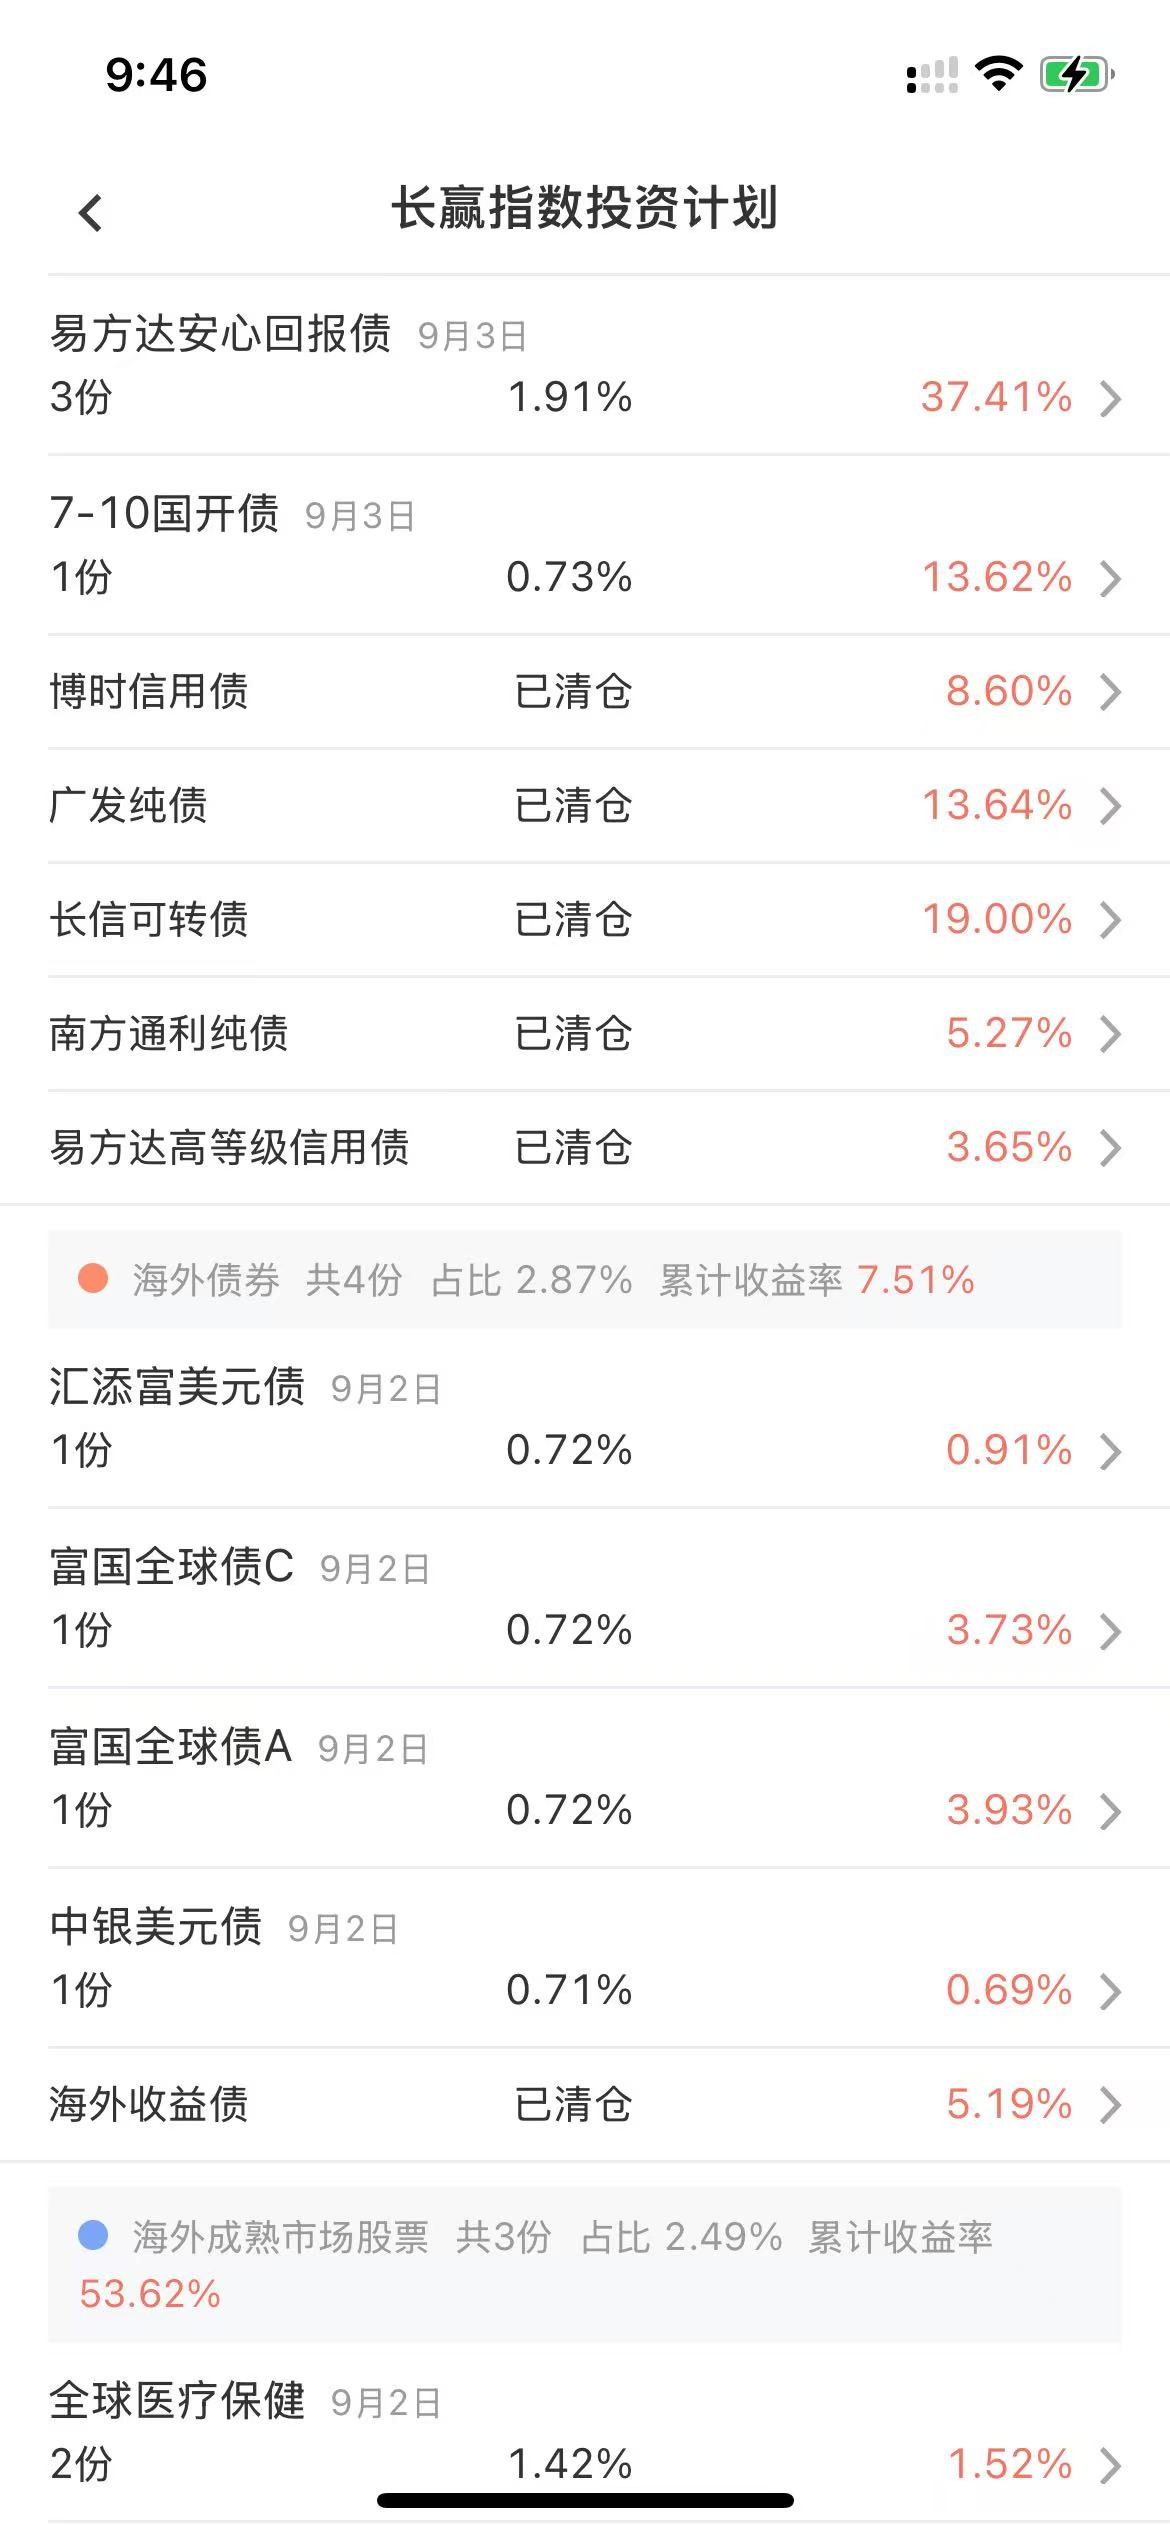 9:46
长赢指数投资计划
易方达安心回报债 9月3日
3份 1.91% 37.41%
7-10国开债 9月3日
1份 0.73% 13.62%
博时信用债 已清仓 8.60%
广发纯债 已清仓 13.64%
长信可转债 已清仓 19.00%
南方通利纯债 已清仓 5.27%
易方达高等级信用债 已清仓 3.65%
海外债券 共4份 占比 2.87% 累计收益率 7.51%
汇添富美元债 9月2日
1份 0.72% 0.91%
富国全球债C 9月2日
1份 0.72% 3.73%
富国全球债A 9月2日
1份 0.72% 3.93%
中银美元债 9月2日
1份 0.71% 0.69%
海外收益债 已清仓 5.19%
海外成熟市场股票 共3份 占比 2.49% 累计收益率
53.62%
全球医疗保健 9月2日
2份 1.42% 1.52%